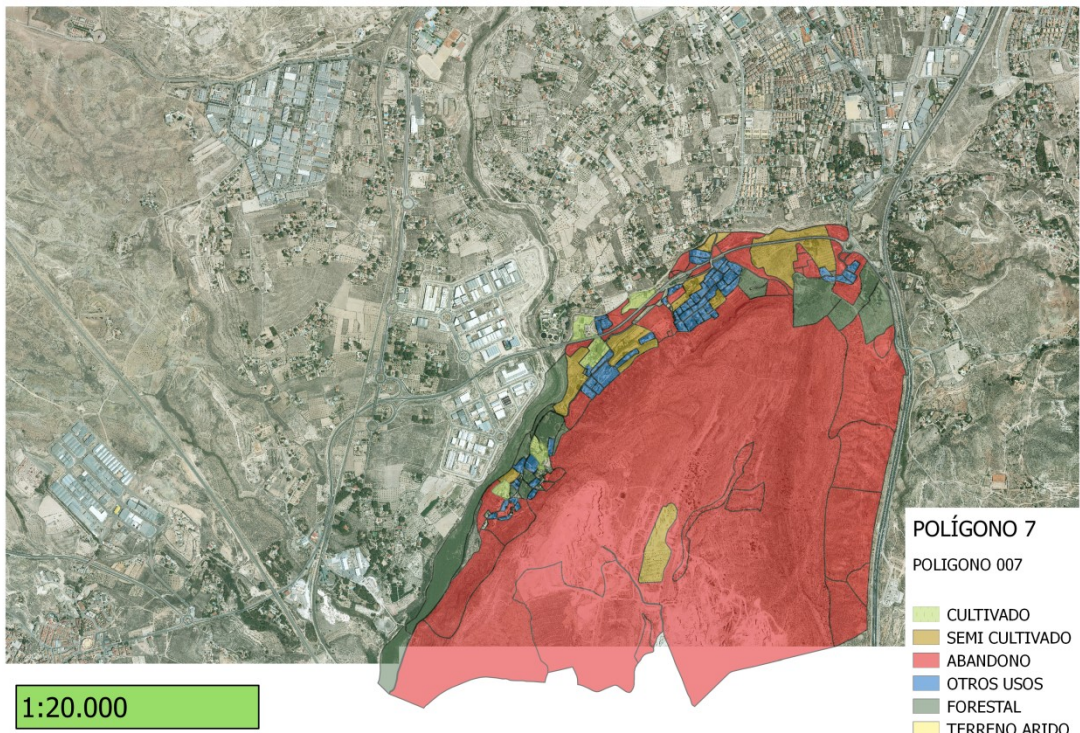 POLÍGONO 7
POLIGONO 007
CULTIVADO
SEMI CULTIVADO
ABANDONO
OTROS USOS
FORESTAL
TERRENO ARIDO
1:20.000